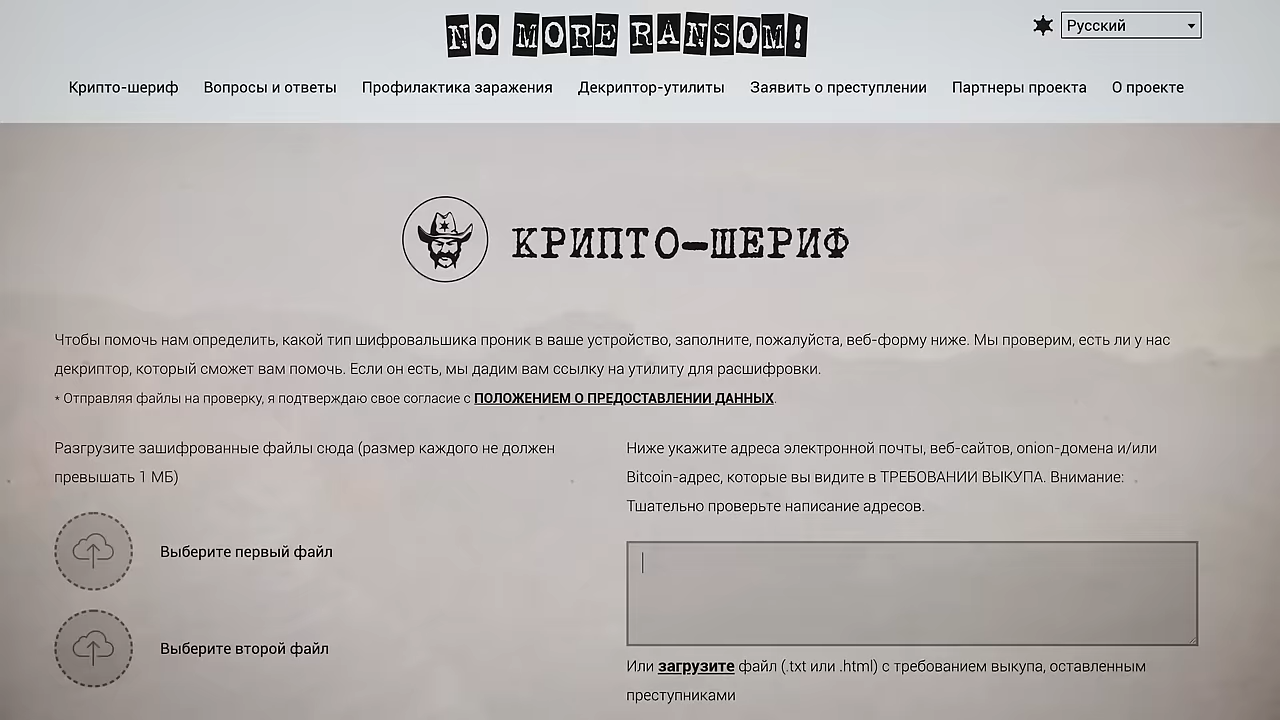 NO MORE RANSOM!
Русский
Крипто-шериф Вопросы и ответы Профилактика заражения Декриптор-утилиты Заявить о преступлении Партнеры проекта О проекте
КРИПТО-ШЕРИФ
Чтобы помочь нам определить, какой тип шифровальшика проник в ваше устройство, заполните, пожалуйста, веб-форму ниже. Мы проверим, есть ли у нас
декриптор, который сможет вам помочь. Если он есть, мы дадим вам ссылку на утилиту для расшифровки.
* Отправляя файлы на проверку, я подтверждаю свое согласие с ПОЛОЖЕНИЕМ О ПРЕДОСТАВЛЕНИИ ДАННЫХ.
Разгрузите зашифрованные файлы сюда (размер каждого не должен
превышать 1 МБ)
Выберите первый файл
Выберите второй файл
Ниже укажите адреса электронной почты, веб-сайтов, onion-домена и/или
Bitcoin-адрес, которые вы видите в ТРЕБОВАНИИ ВЫКУПА. Внимание:
Тшательно проверьте написание адресов.
Или загрузите файл (.txt или .html) с требованием выкупа, оставленным
преступниками